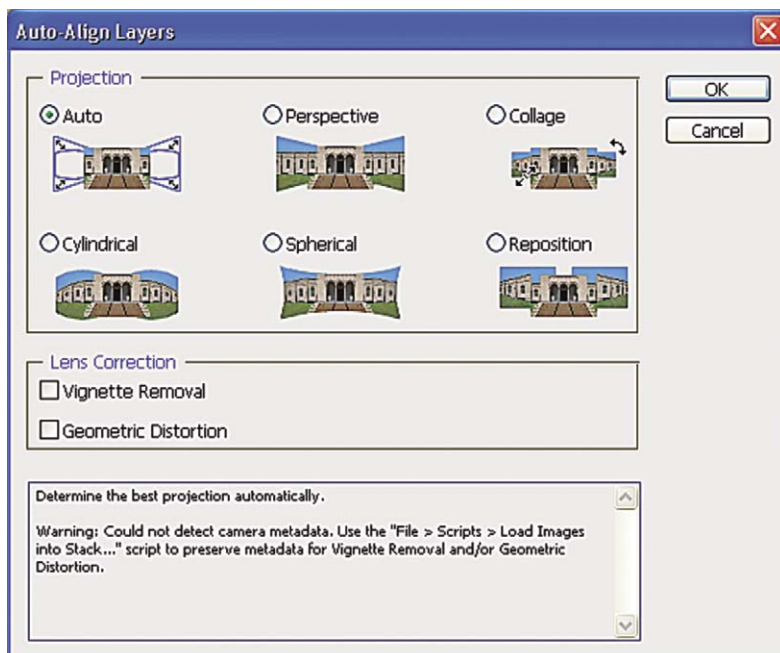 Auto-Align Layers
Projection
Auto
Perspective
Collage
Cylindrical
Spherical
Reposition
OK
Cancel
Lens Correction
Vignette Removal
Geometric Distortion
Determine the best projection automatically.
Warning: Could not detect camera metadata. Use the "File > Scripts > Load Images
into Stack..." script to preserve metadata for Vignette Removal and/or Geometric
Distortion.